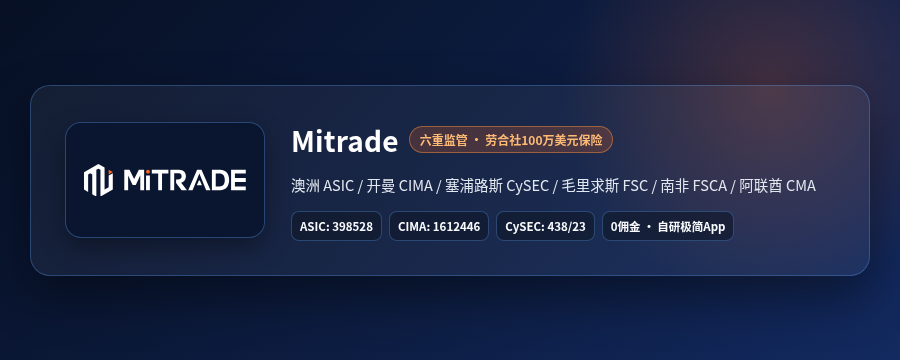 MiTRADE
Mitrade
六重监管 · 劳合社100万美元保险
澳洲 ASIC / 开曼 CIMA / 塞浦路斯 CySEC / 毛里求斯 FSC / 南非 FSCA / 阿联酋 CMA
ASIC: 398528
CIMA: 1612446
CySEC: 438/23
0佣金 · 自研极简App